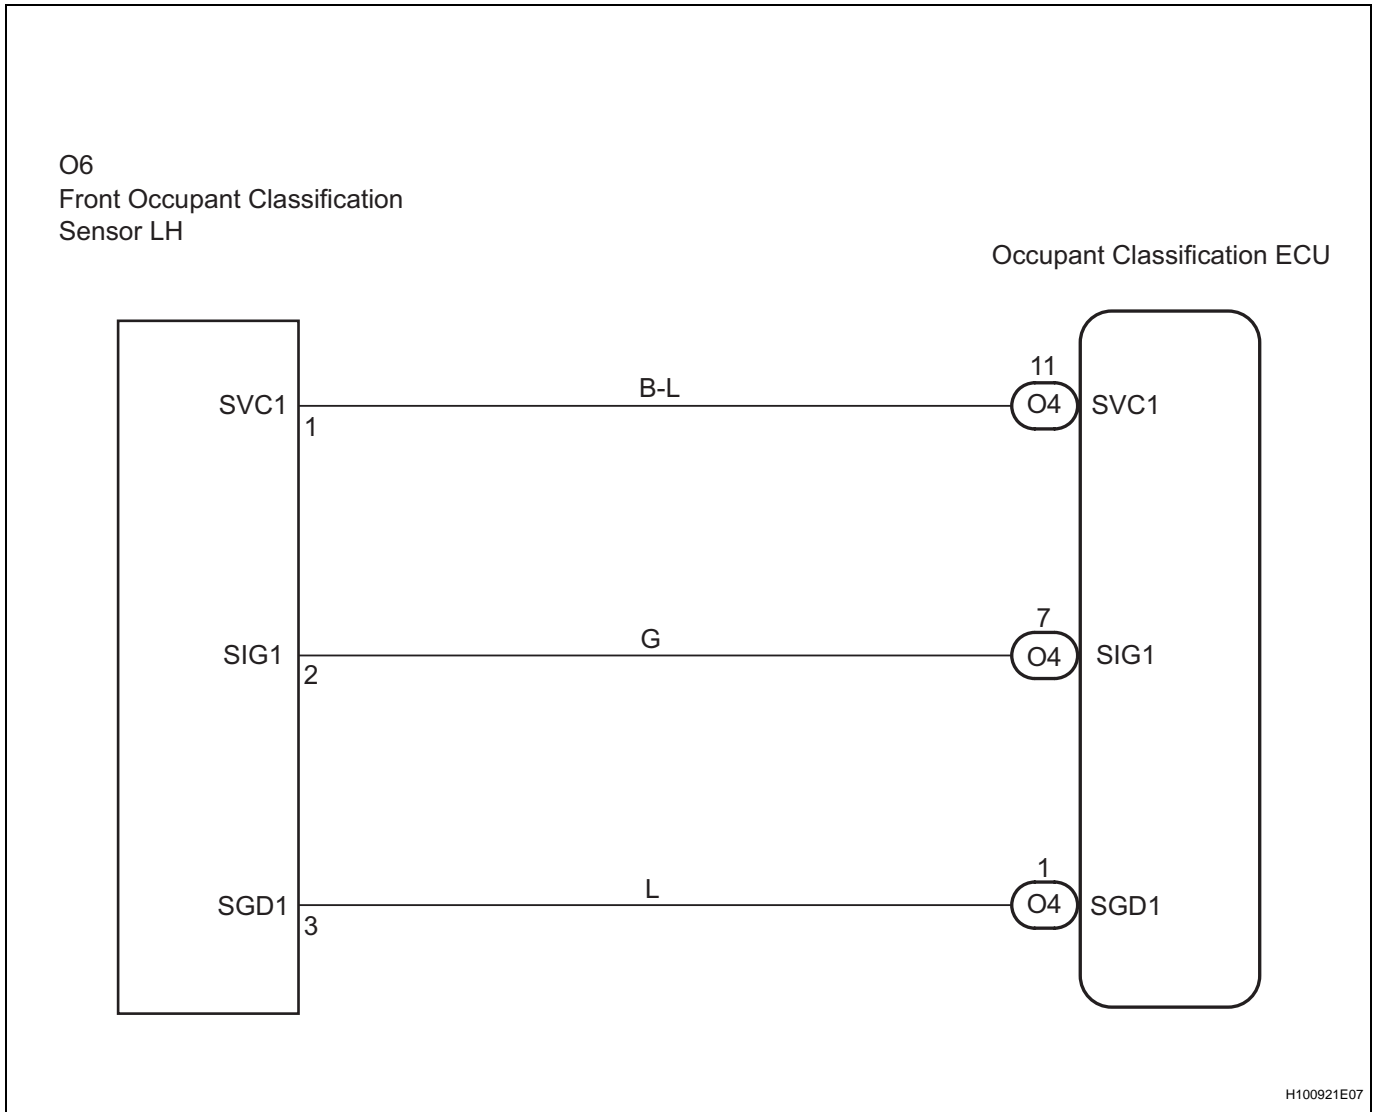 O6
Front Occupant Classification
Sensor LH
Occupant Classification ECU
SVC1
1
B-L
11
O4
SVC1
SIG1
2
G
7
O4
SIG1
SGD1
3
L
1
O4
SGD1
H100921E07